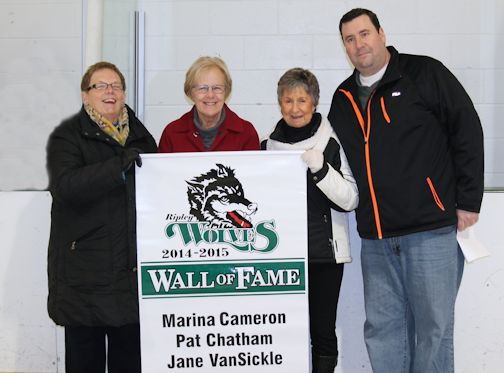 Ripley
WOLVES
2014-2015
WALL OF FAME
Marina Cameron
Pat Chatham
Jane VanSickle